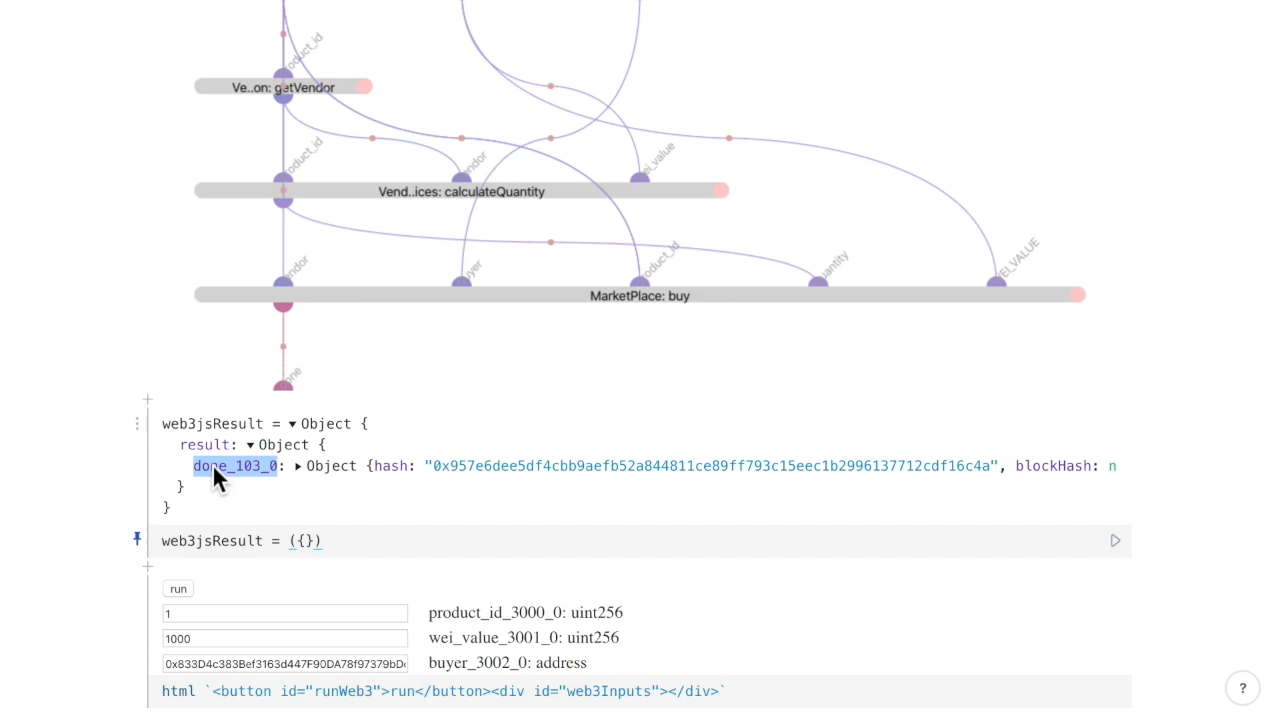 product_id
Ve..on: getVendor
product_id
vendor
wei_value
Vend..ices: calculateQuantity
vendor
buyer
product_id
quantity
WEI_VALUE
MarketPlace: buy
done
web3jsResult = ▼ Object {
result: ▼ Object {
done_103_0: ▶ Object {hash: "0x957e6dee5df4cbb9aefb52a844811ce89ff793c15eec1b2996137712cdf16c4a", blockHash: n
}
}
web3jsResult = ({})
run
1 product_id_3000_0: uint256
1000 wei_value_3001_0: uint256
0x833D4c383Bef3163d447F90DA78f97379bD buyer_3002_0: address
html `<button id="runWeb3">run</button><div id="web3Inputs"></div>`
?